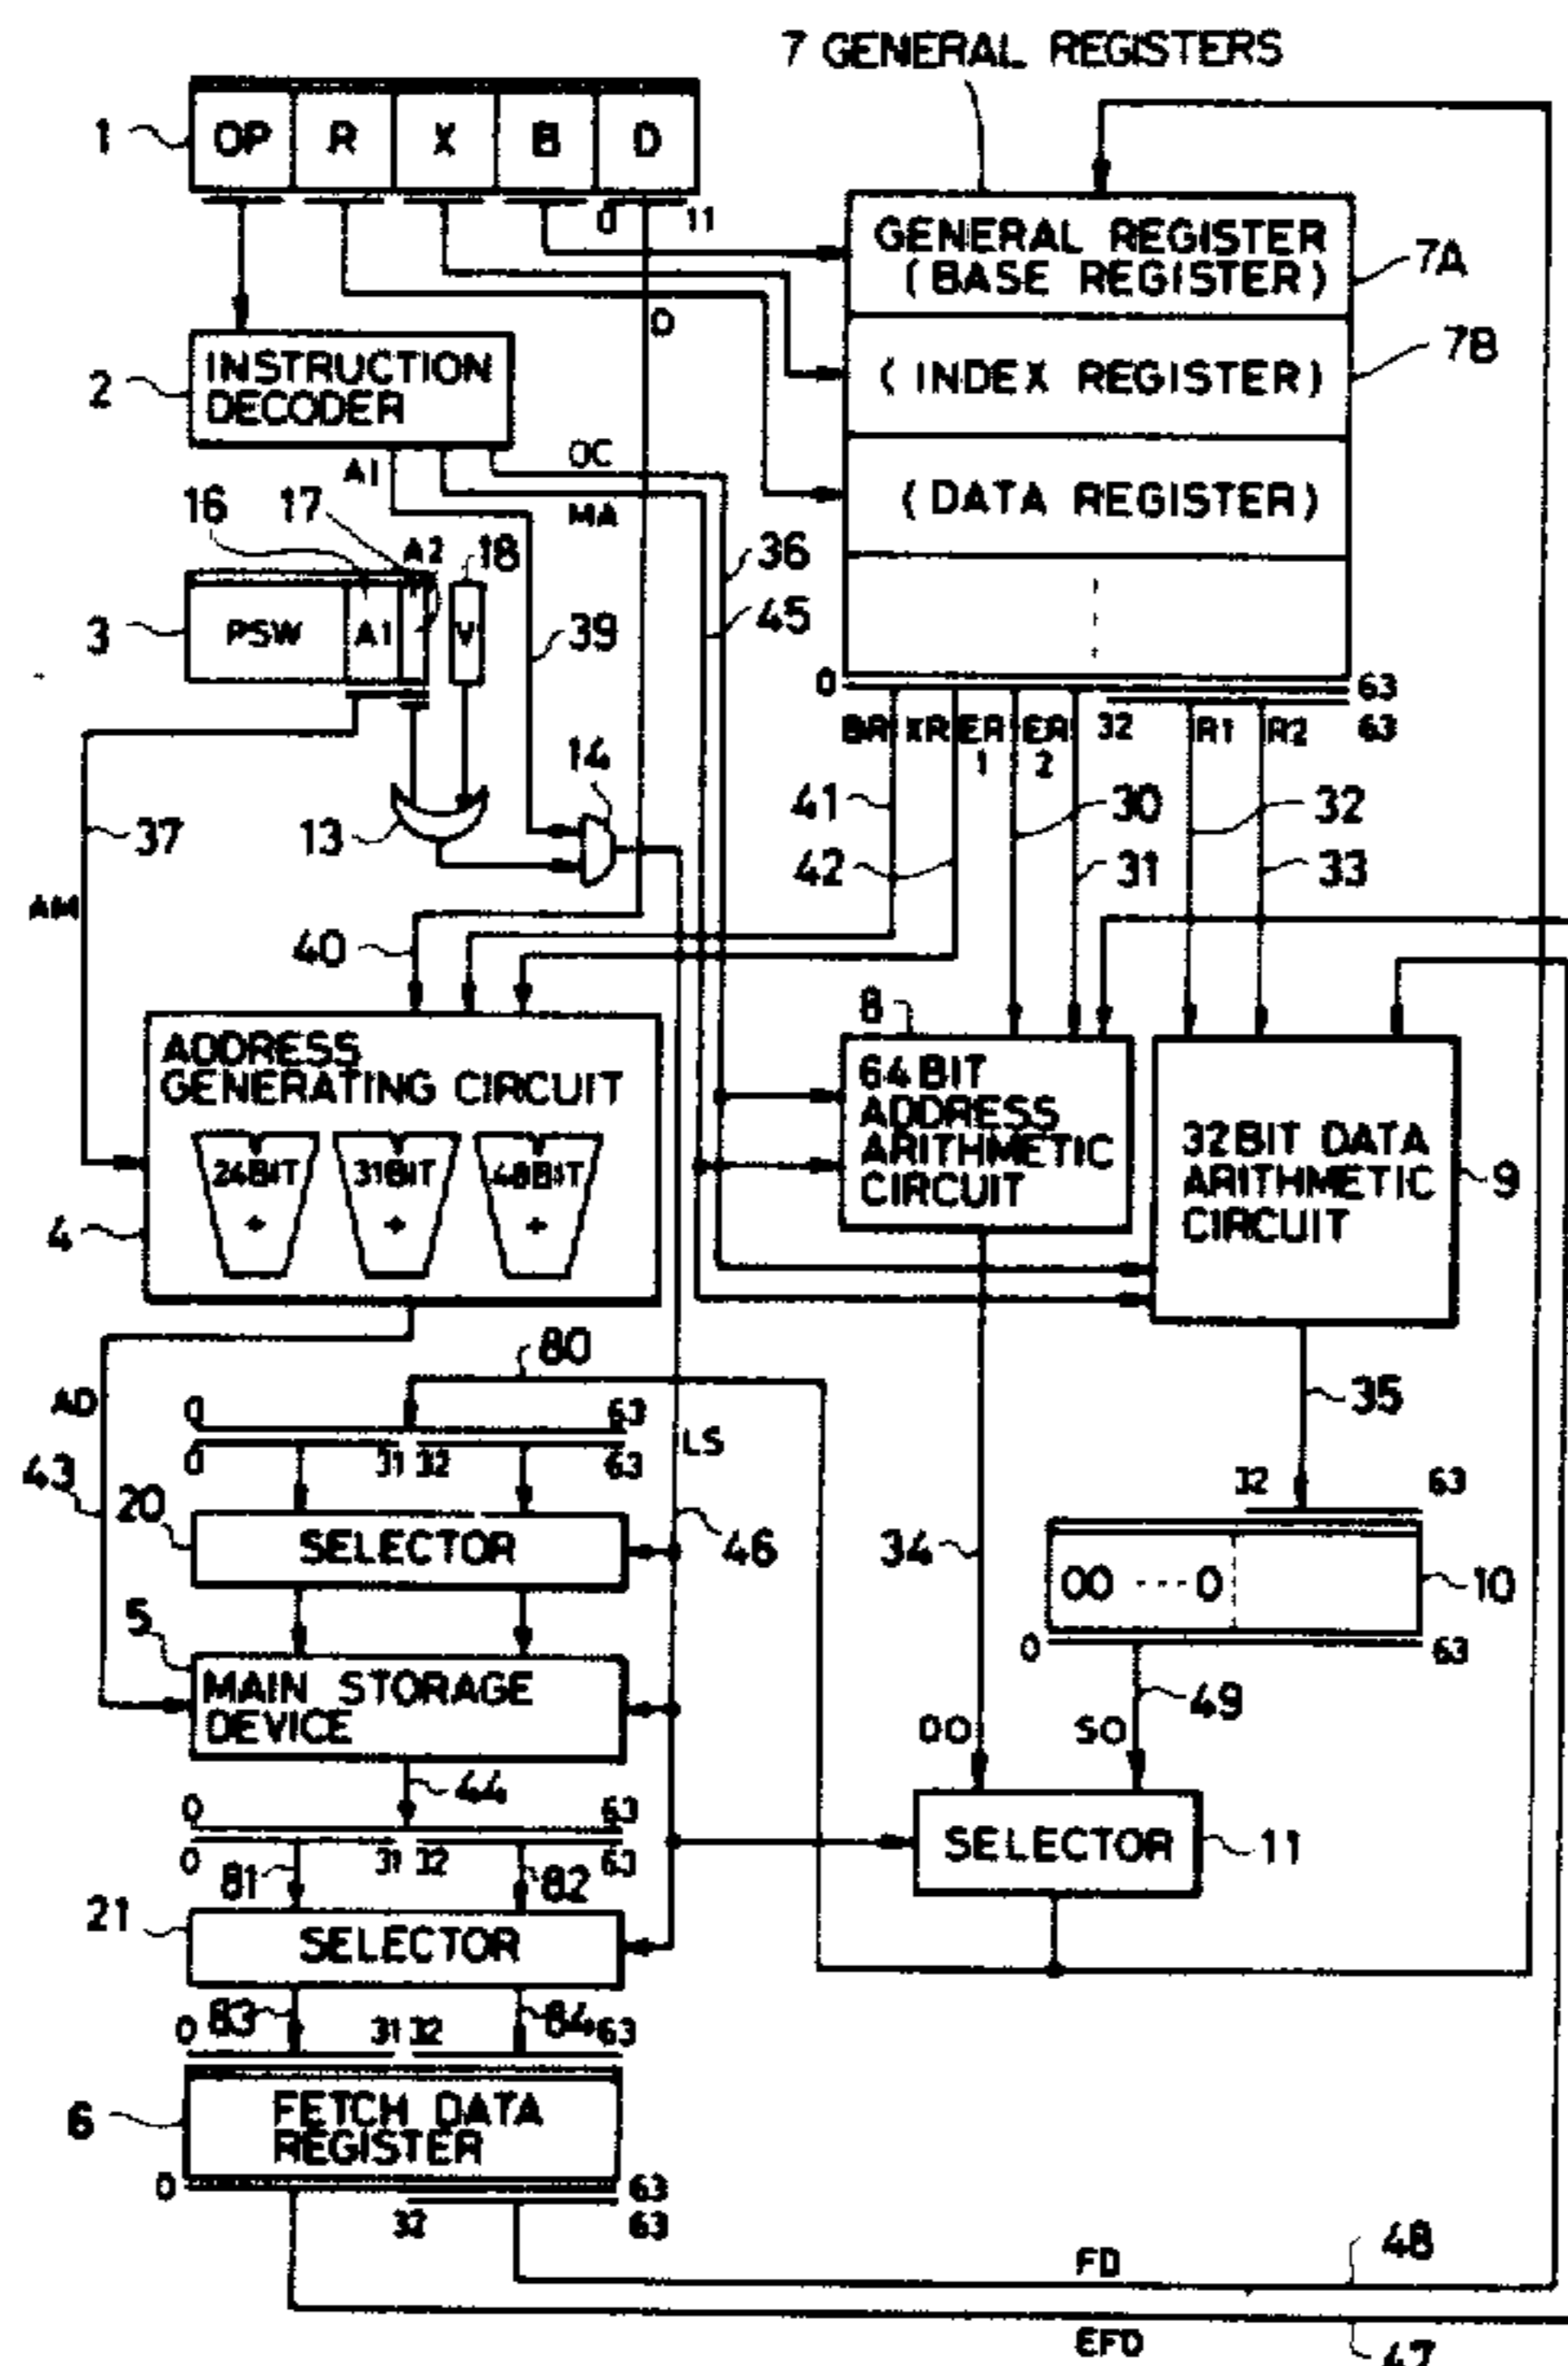 7 GENERAL REGISTERS
1
OP R X B D
0 11
GENERAL REGISTER
(BASE REGISTER)
7A
(INDEX REGISTER)
7B
(DATA REGISTER)
D
2
INSTRUCTION
DECODER
AI
OC
MA
16 17
A2 18
36
45
39
3
PSW A1 V
0 63
BR XR ER ER 32 R1 R2 63
1 2
14
41
30
32
37
13
42
31
33
AM
40
8
ADDRESS
GENERATING CIRCUIT
64 BIT
ADDRESS
ARITHMETIC
CIRCUIT
32 BIT DATA
ARITHMETIC
CIRCUIT
9
24BIT 31BIT 48BIT
+ + +
4
80
AD
0 63
0 31 32 63
LS
35
43
20
SELECTOR
46
34
32 63
00 ---0
10
5
MAIN STORAGE
DEVICE
0 63
49
DO SO
44
0 63
0 31 32 63
81 82
SELECTOR
11
21
SELECTOR
0 83 31 32 84 63
6
FETCH DATA
REGISTER
0 63
32 63
FD
48
EFD
47